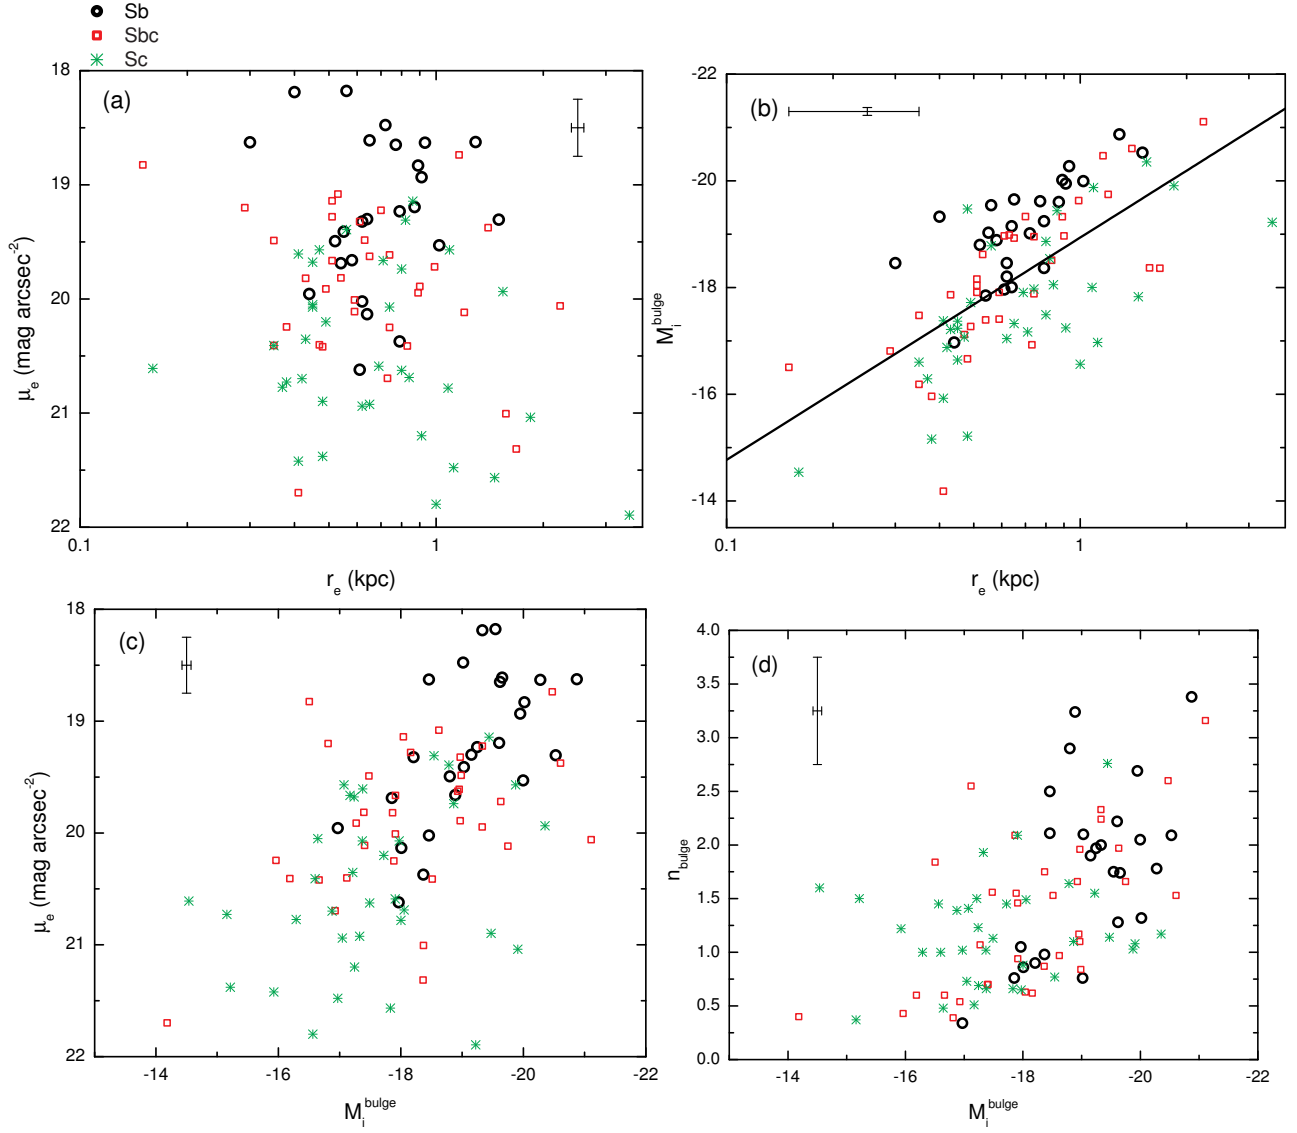 Sb
Sbc
Sc
(a)
18
19
20
21
22
0.1
1
μe (mag arcsec-2)
re (kpc)
(b)
-22
-20
-18
-16
-14
0.1
1
Mibulge
re (kpc)
(c)
18
19
20
21
22
-14
-16
-18
-20
-22
μe (mag arcsec-2)
Mibulge
(d)
4.0
3.5
3.0
2.5
2.0
1.5
1.0
0.5
0.0
-14
-16
-18
-20
-22
nbulge
Mibulge